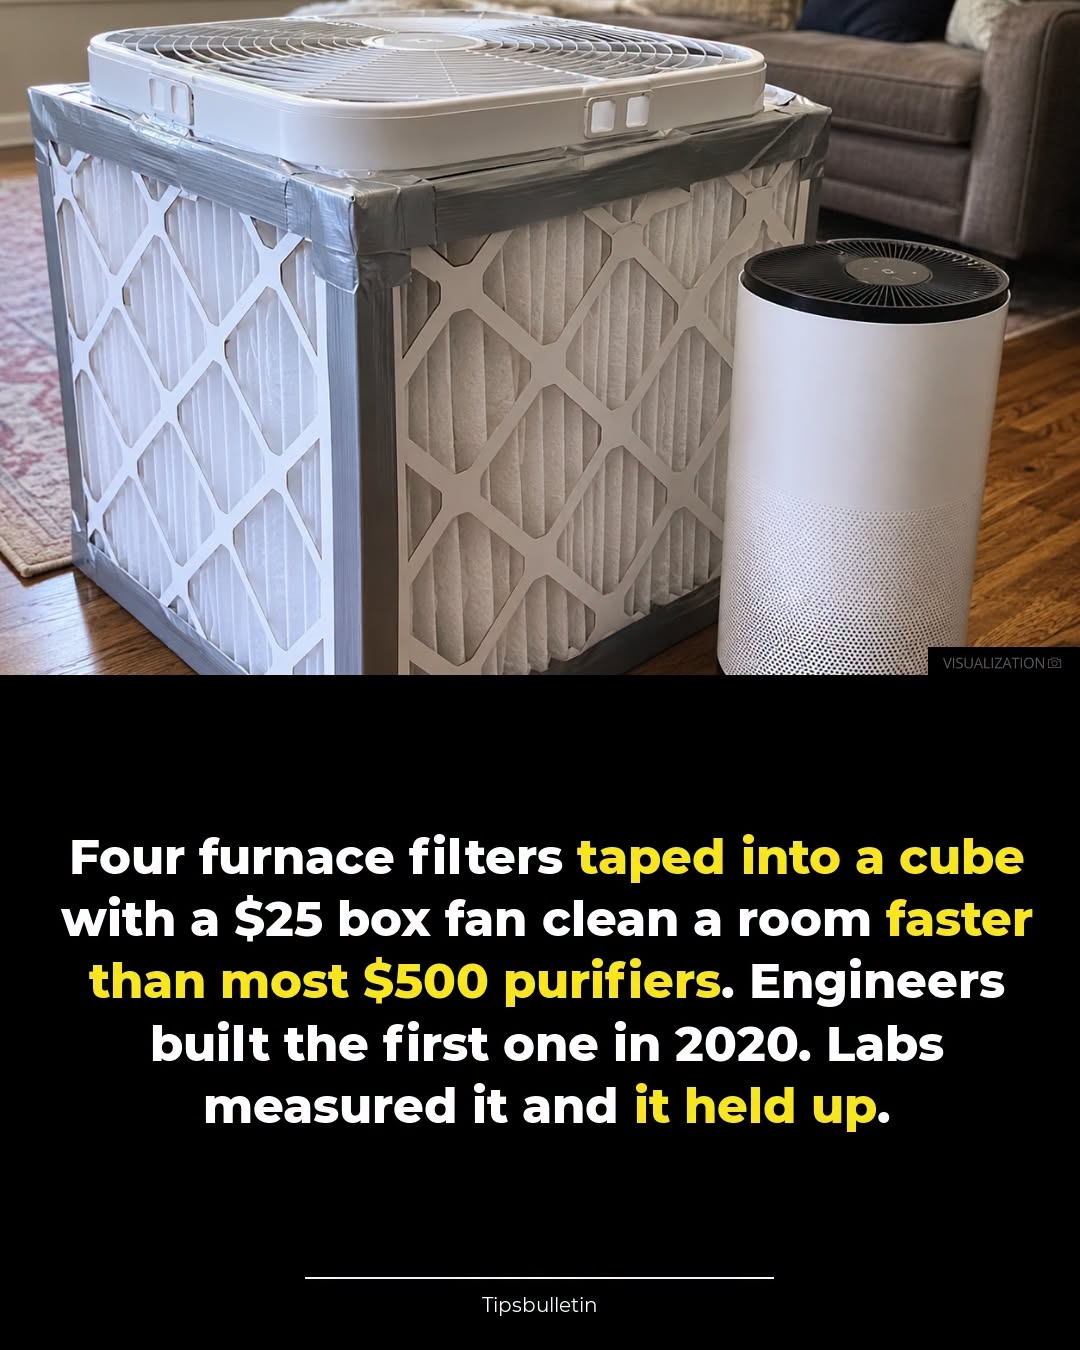 VISUALIZATION
Four furnace filters taped into a cube
with a $25 box fan clean a room faster
than most $500 purifiers. Engineers
built the first one in 2020. Labs
measured it and it held up.
Tipsbulletin